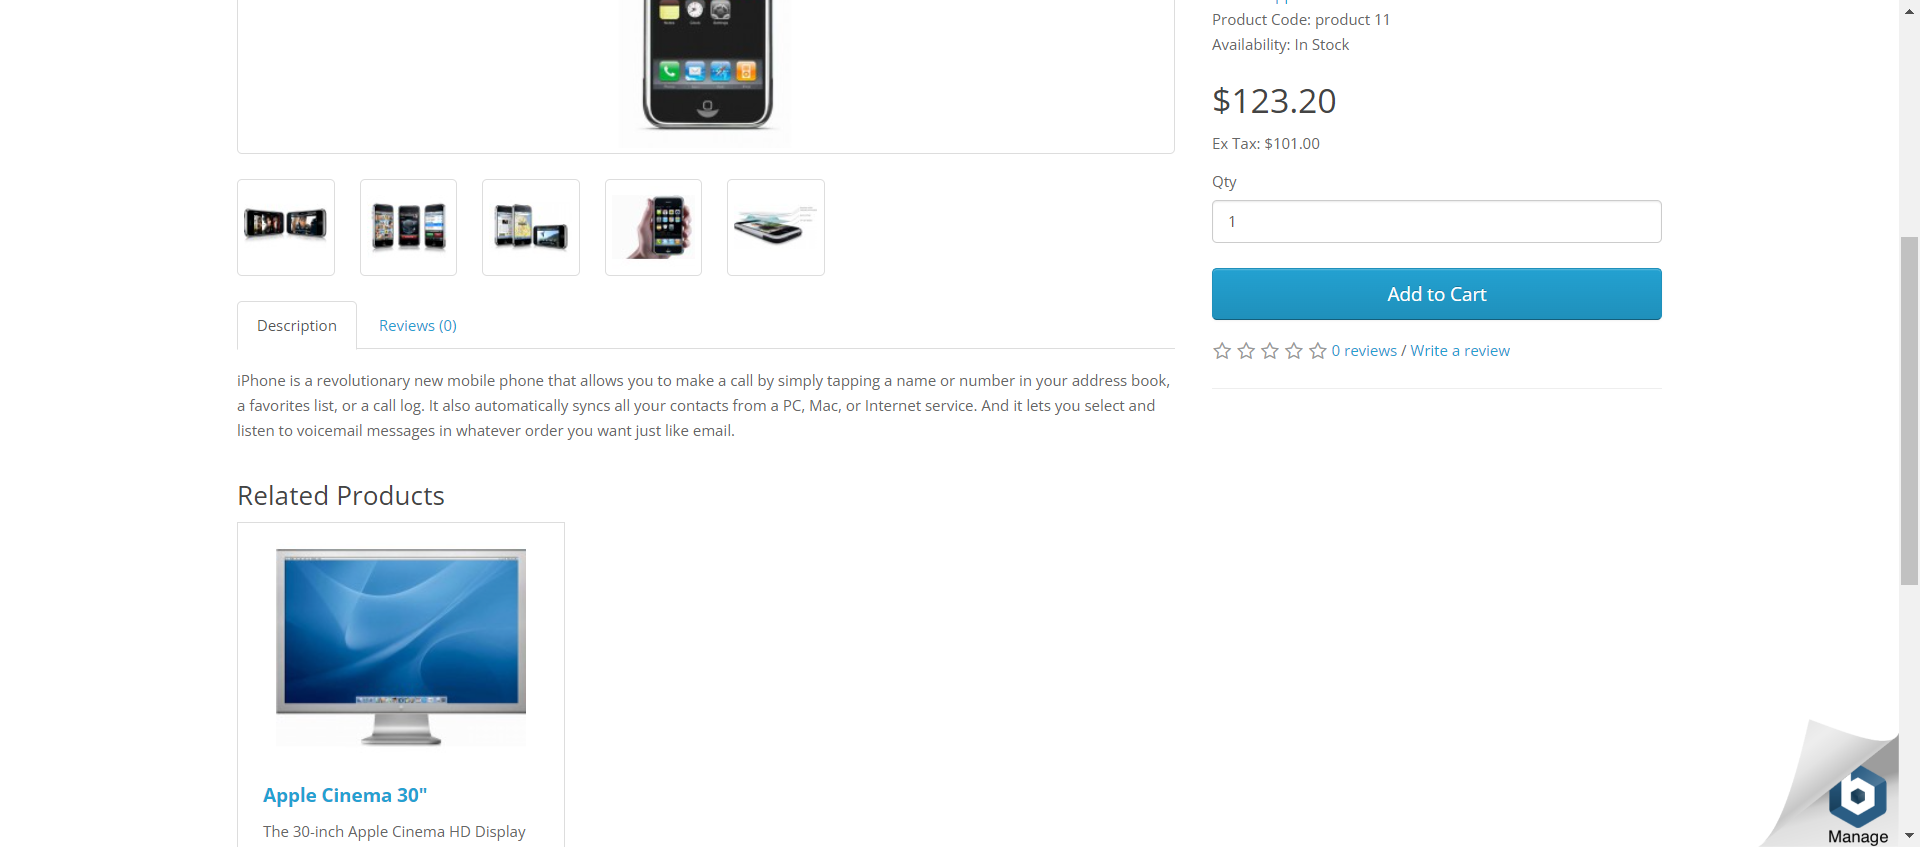 Product Code: product 11
Availability: In Stock
$123.20
Ex Tax: $101.00
Qty
1
Add to Cart
0 reviews / Write a review
Description
Reviews (0)
iPhone is a revolutionary new mobile phone that allows you to make a call by simply tapping a name or number in your address book,
a favorites list, or a call log. It also automatically syncs all your contacts from a PC, Mac, or Internet service. And it lets you select and
listen to voicemail messages in whatever order you want just like email.
Related Products
Apple Cinema 30"
The 30-inch Apple Cinema HD Display
Manage